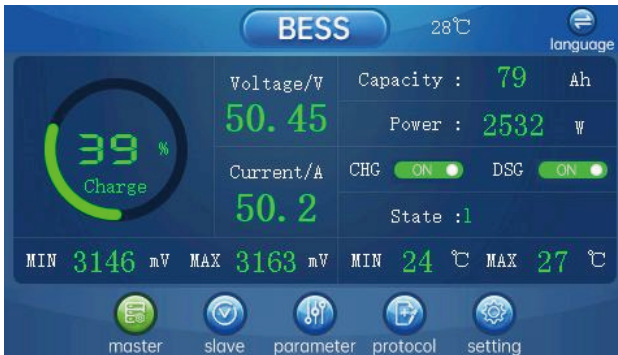 BESS
28℃
language
Voltage/V
50.45
Capacity : 79 Ah
Power : 2532 W
39 %
Charge
Current/A
50.2
CHG ON DSG ON
State :1
MIN 3146 mV MAX 3163 mV MIN 24 ℃ MAX 27 ℃
master slave parameter protocol setting